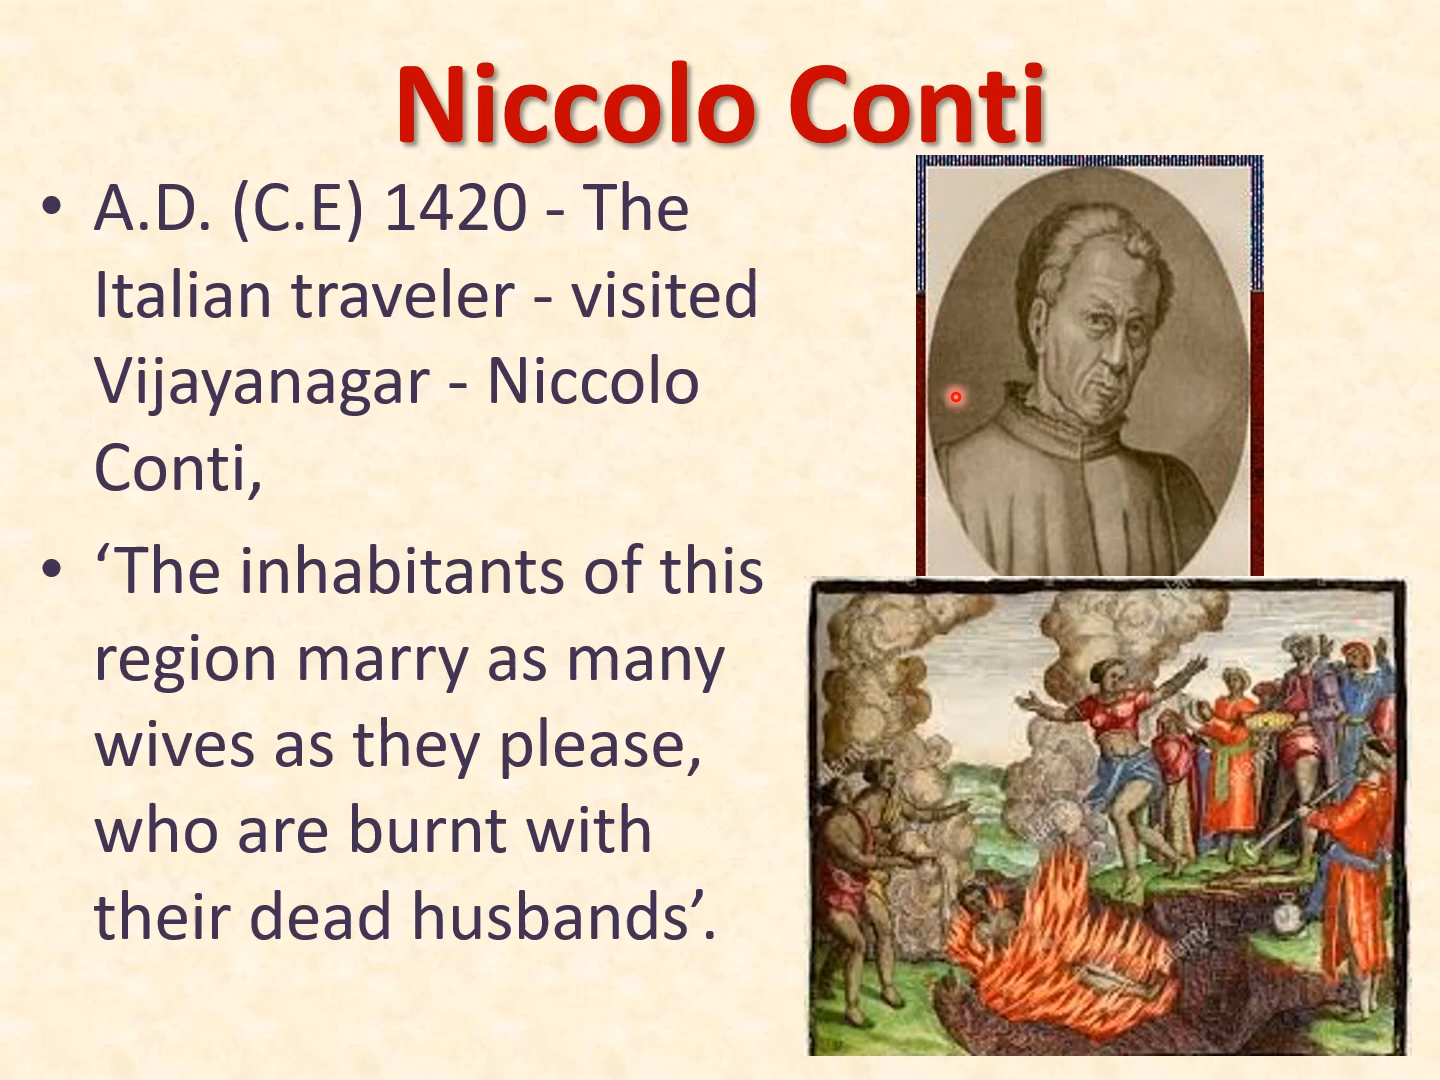 Niccolo Conti
• A.D. (C.E) 1420 - The
Italian traveler - visited
Vijayanagar - Niccolo
Conti,
• ‘The inhabitants of this
region marry as many
wives as they please,
who are burnt with
their dead husbands’.